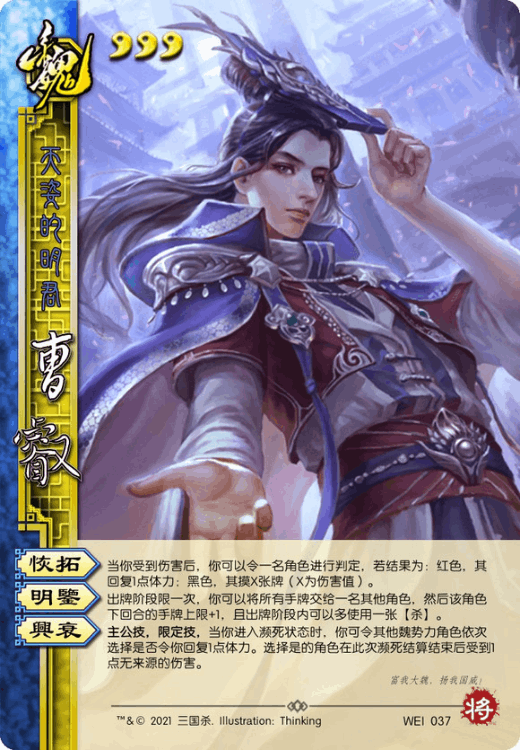 魏
天姿的明君
曹叡
恢拓
当你受到伤害后，你可以令一名角色进行判定，若结果为：红色，其
回复1点体力：黑色，其摸X张牌（X为伤害值）。
明鑒
出牌阶段限一次，你可以将所有手牌交给一名其他角色，然后该角色
下回合的手牌上限+1，且出牌阶段内可以多使用一张【杀】。
興衰
主公技，限定技，当你进入濒死状态时，你可令其他魏势力角色依次
选择是否令你回复1点体力。选择是的角色在此次濒死结算结束后受到1
点无来源的伤害。
富我大魏，扬我国威！
™&© 2021 三国杀. Illustration: Thinking
WEI 037
将